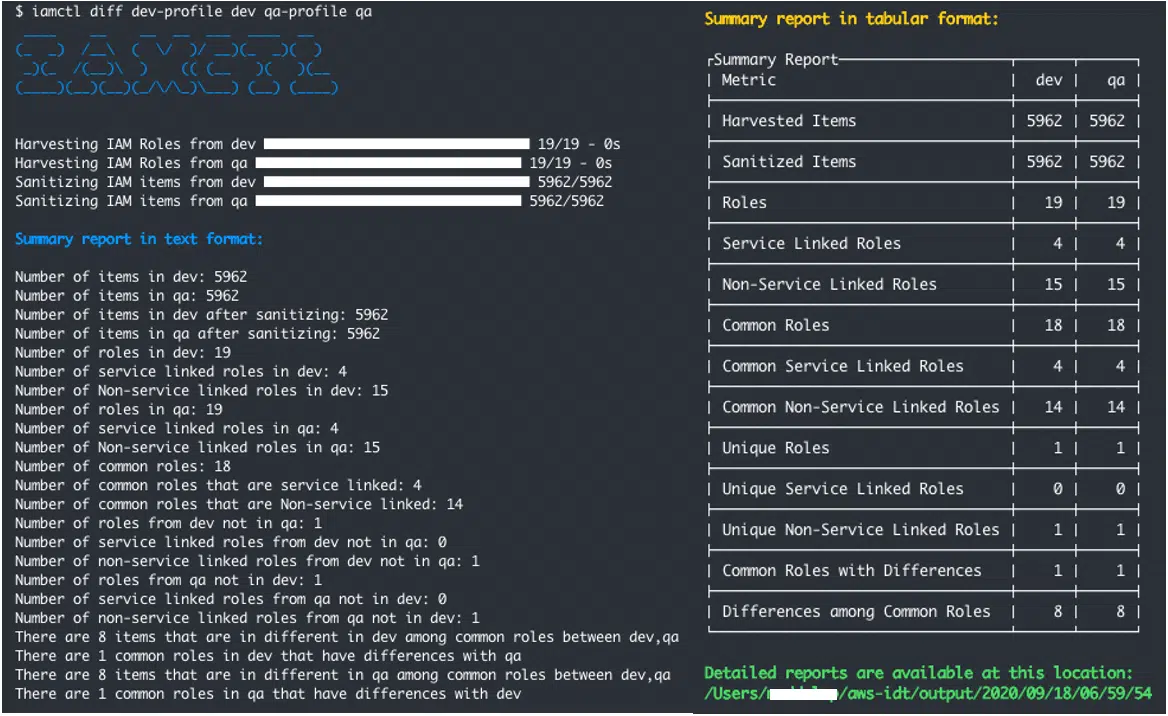 $ iamctl diff dev-profile dev qa-profile qa
Harvesting IAM Roles from dev 19/19 - 0s
Harvesting IAM Roles from qa 19/19 - 0s
Sanitizing IAM items from dev 5962/5962
Sanitizing IAM items from qa 5962/5962
Summary report in text format:
Number of items in dev: 5962
Number of items in qa: 5962
Number of items in dev after sanitizing: 5962
Number of items in qa after sanitizing: 5962
Number of roles in dev: 19
Number of service linked roles in dev: 4
Number of Non-service linked roles in dev: 15
Number of roles in qa: 19
Number of service linked roles in qa: 4
Number of Non-service linked roles in qa: 15
Number of common roles: 18
Number of common roles that are service linked: 4
Number of common roles that are Non-service linked: 14
Number of roles from dev not in qa: 1
Number of service linked roles from dev not in qa: 0
Number of non-service linked roles from dev not in qa: 1
Number of roles from qa not in dev: 1
Number of service linked roles from qa not in dev: 0
Number of non-service linked roles from qa not in dev: 1
There are 8 items that are in different in dev among common roles between dev,qa
There are 1 common roles in dev that have differences with qa
There are 8 items that are in different in qa among common roles between dev,qa
There are 1 common roles in qa that have differences with dev
Summary report in tabular format:
Summary Report
Metric dev qa
Harvested Items 5962 5962
Sanitized Items 5962 5962
Roles 19 19
Service Linked Roles 4 4
Non-Service Linked Roles 15 15
Common Roles 18 18
Common Service Linked Roles 4 4
Common Non-Service Linked Roles 14 14
Unique Roles 1 1
Unique Service Linked Roles 0 0
Unique Non-Service Linked Roles 1 1
Common Roles with Differences 1 1
Differences among Common Roles 8 8
Detailed reports are available at this location:
/Users/ /aws-idt/output/2020/09/18/06/59/54